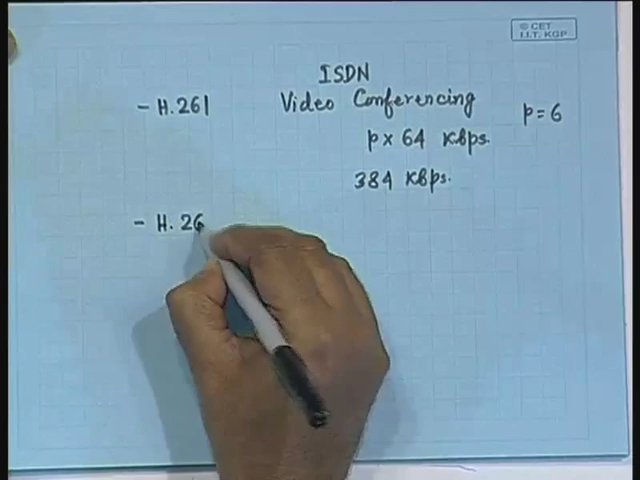 © CET
I.I.T. KGP
ISDN
- H.261 Video Conferencing p=6
p x 64 Kbps.
384 Kbps.
- H.26